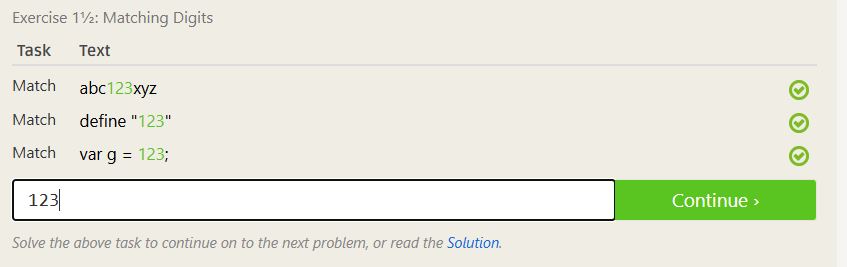 Exercise 1½: Matching Digits
Task Text
Match abc123xyz
Match define "123"
Match var g = 123;
123 Continue ›
Solve the above task to continue on to the next problem, or read the Solution.